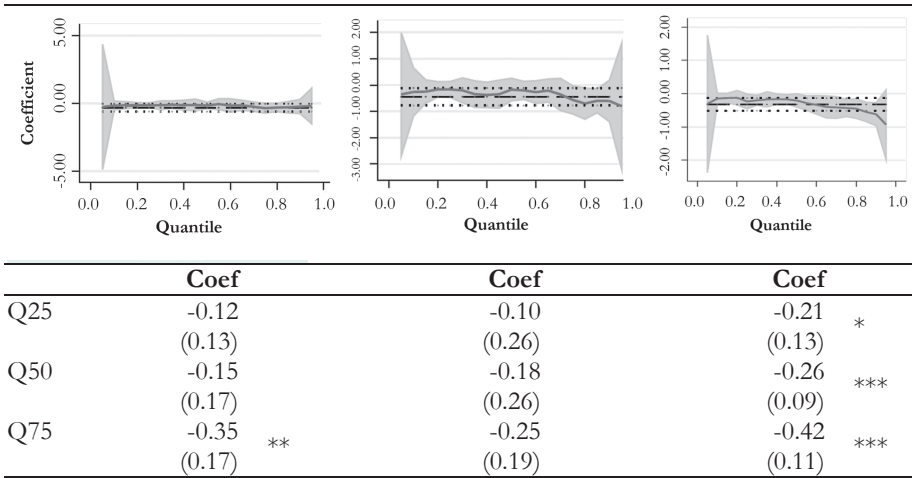 5.00
0.00
-5.00
Coefficient
0.0 0.2 0.4 0.6 0.8 1.0
Quantile
2.00
1.00
0.00
-1.00
-2.00
-3.00
0.0 0.2 0.4 0.6 0.8 1.0
Quantile
2.00
1.00
0.00
-1.00
-2.00
0.0 0.2 0.4 0.6 0.8 1.0
Quantile
Coef Coef Coef
Q25 -0.12 -0.10 -0.21 *
(0.13) (0.26) (0.13)
Q50 -0.15 -0.18 -0.26 ***
(0.17) (0.26) (0.09)
Q75 -0.35 ** -0.25 -0.42 ***
(0.17) (0.19) (0.11)